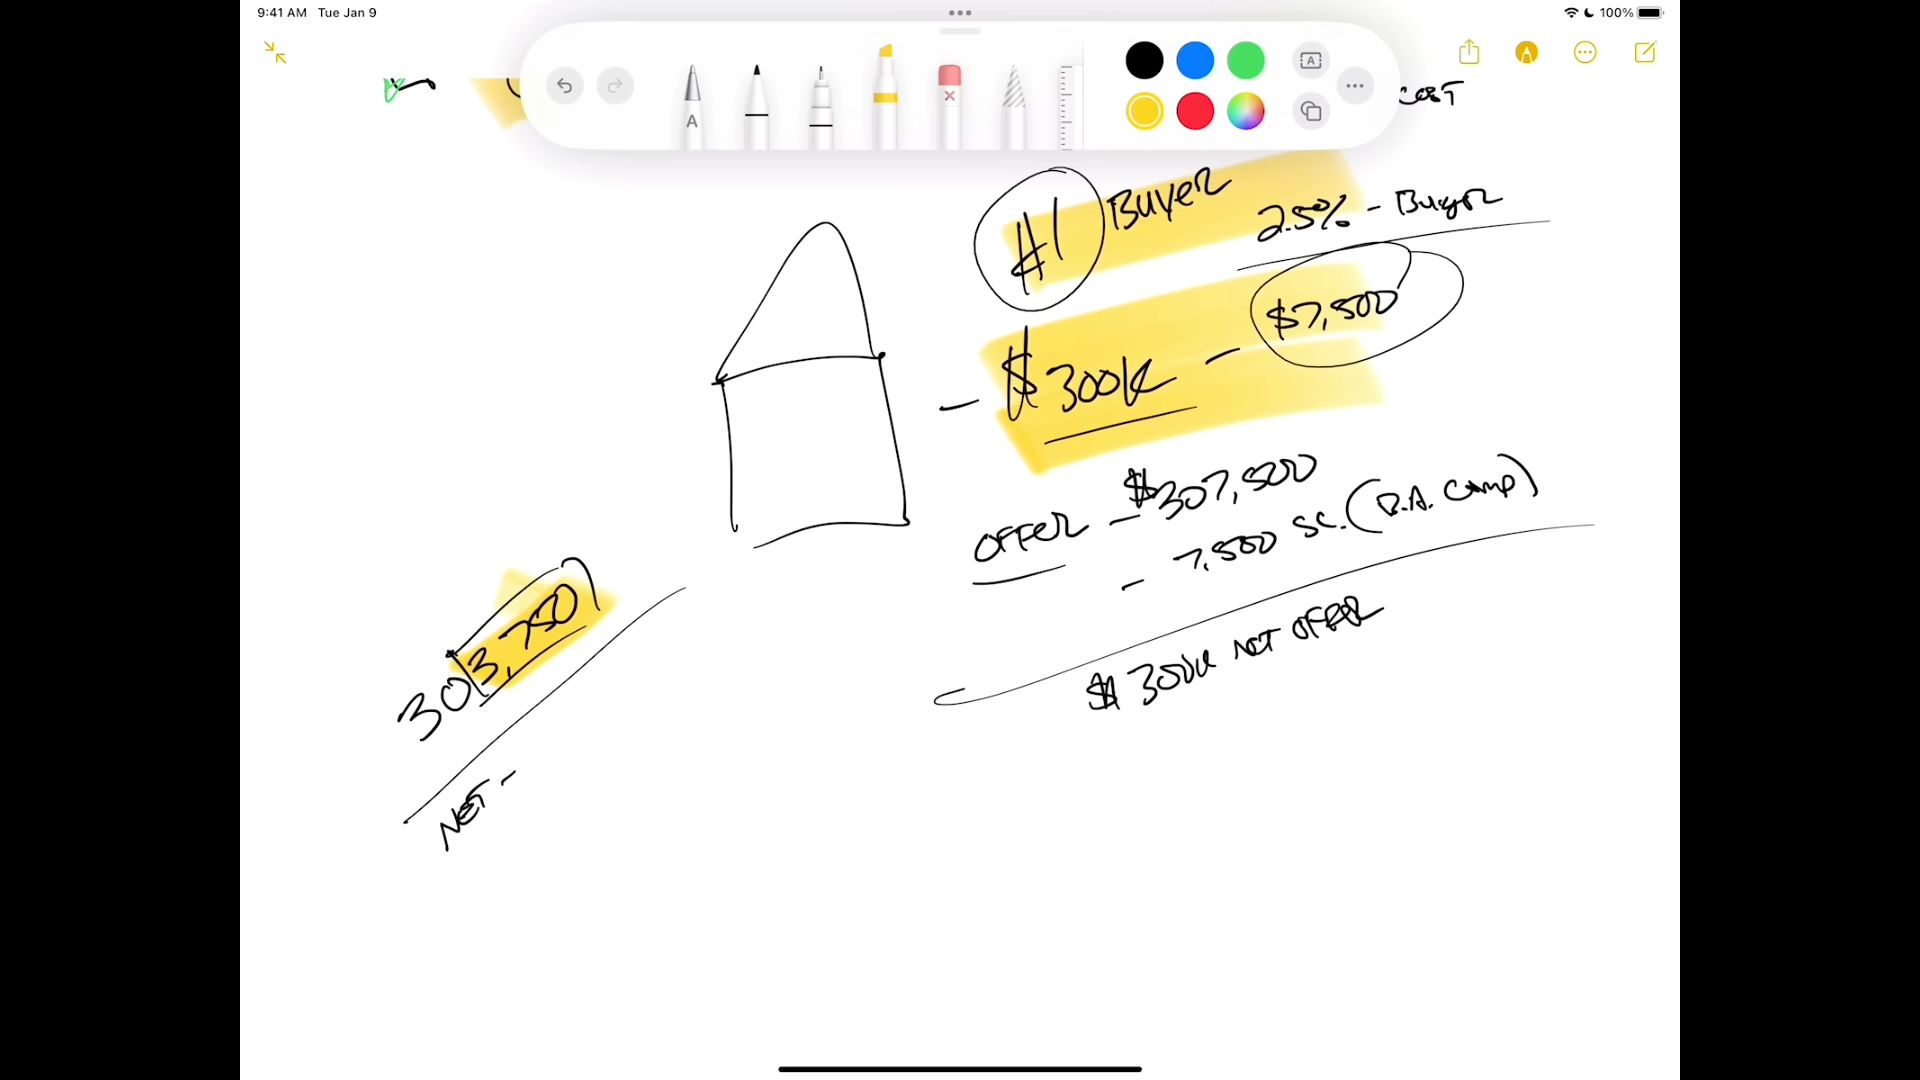 9:41 AM Tue Jan 9
100%
A
A
COST
#1 Buyer
2.5% - Buyer
- $300K - $7,500
OFFER - $307,500
- 7,500 SC. (B.A. Comp)
$300K NET OFFER
303,750
NET -